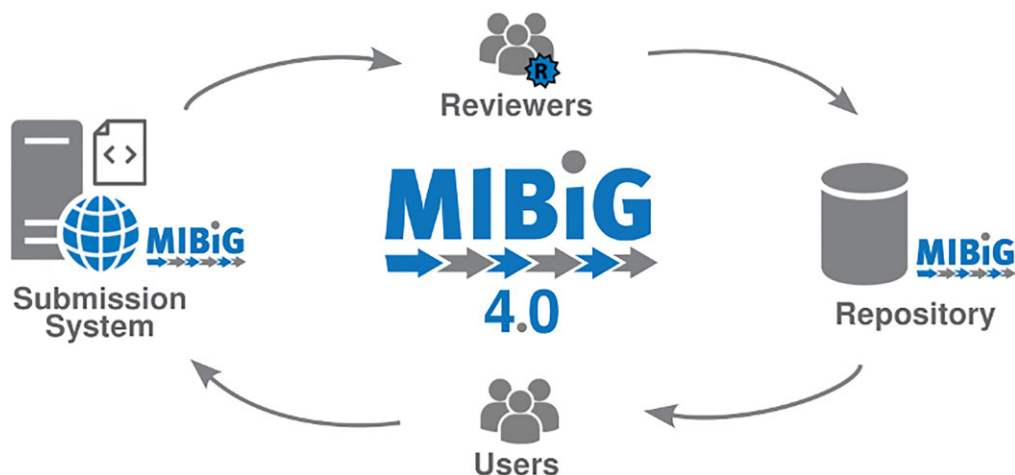 R
Reviewers
< >
MIBiG
Submission
System
MIBiG
4.0
MIBiG
Repository
Users